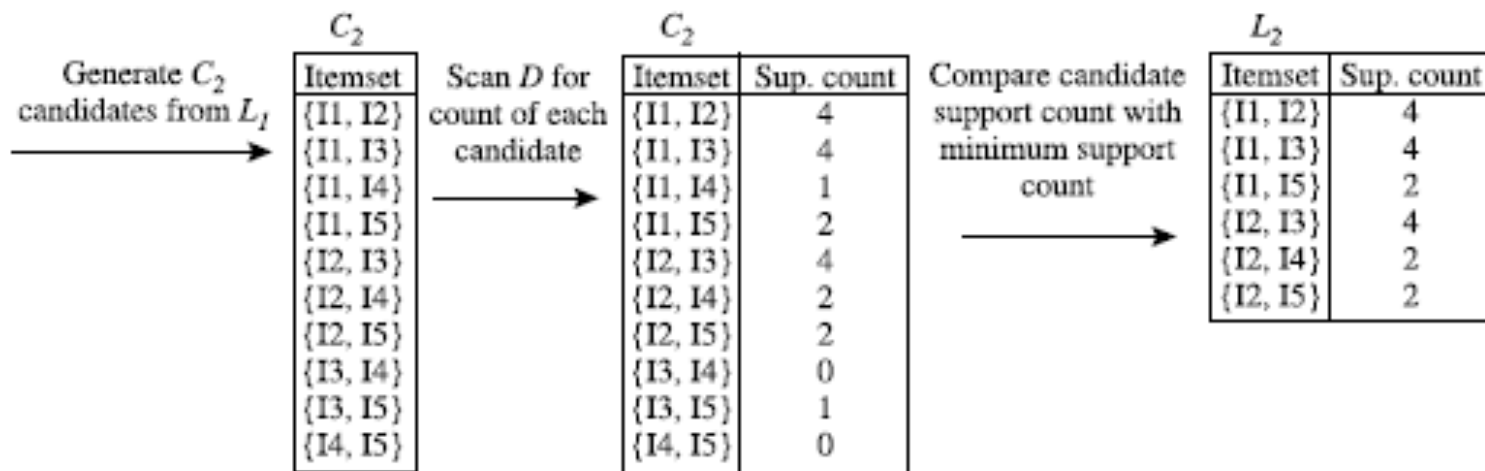 Generate C2
candidates from L1
C2
Itemset
{I1, I2}
{I1, I3}
{I1, I4}
{I1, I5}
{I2, I3}
{I2, I4}
{I2, I5}
{I3, I4}
{I3, I5}
{I4, I5}
Scan D for
count of each
candidate
C2
Itemset Sup. count
{I1, I2} 4
{I1, I3} 4
{I1, I4} 1
{I1, I5} 2
{I2, I3} 4
{I2, I4} 2
{I2, I5} 2
{I3, I4} 0
{I3, I5} 1
{I4, I5} 0
Compare candidate
support count with
minimum support
count
L2
Itemset Sup. count
{I1, I2} 4
{I1, I3} 4
{I1, I5} 2
{I2, I3} 4
{I2, I4} 2
{I2, I5} 2